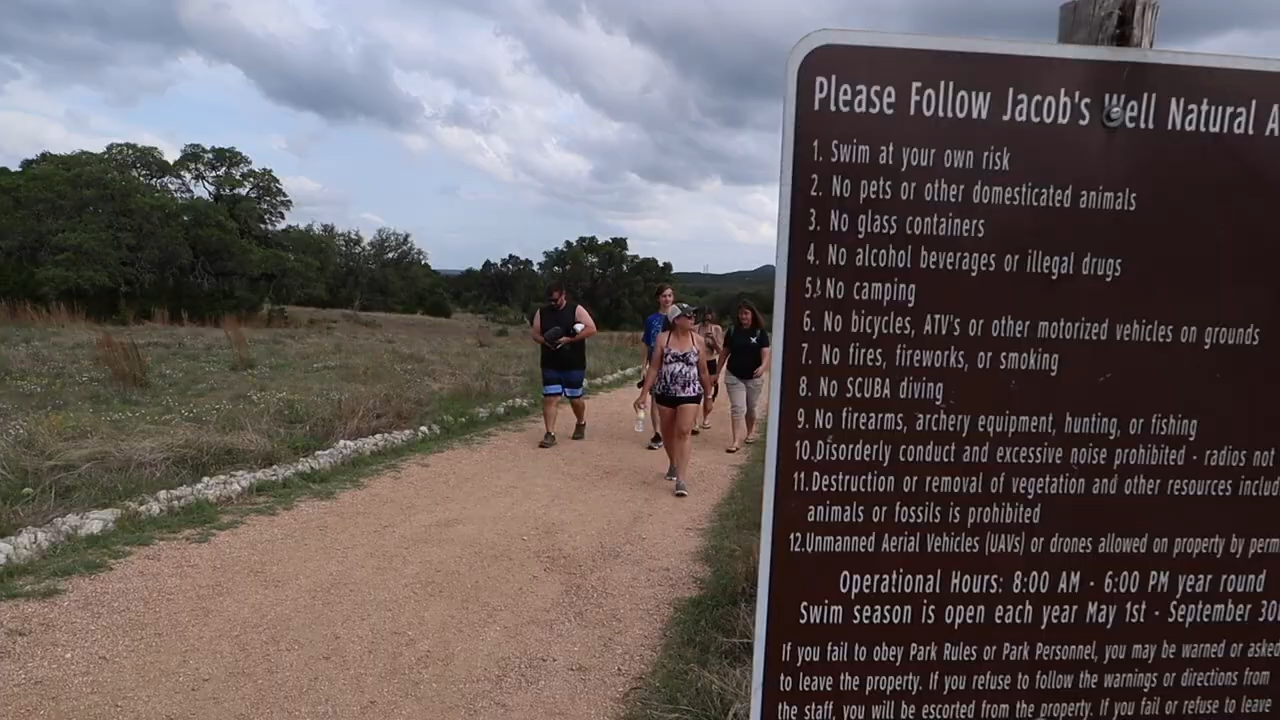 Please Follow Jacob's Well Natural A
1. Swim at your own risk
2. No pets or other domesticated animals
3. No glass containers
4. No alcohol beverages or illegal drugs
5. No camping
6. No bicycles, ATV's or other motorized vehicles on grounds
7. No fires, fireworks, or smoking
8. No SCUBA diving
9. No firearms, archery equipment, hunting, or fishing
10.Disorderly conduct and excessive noise prohibited - radios not
11.Destruction or removal of vegetation and other resources includ
animals or fossils is prohibited
12.Unmanned Aerial Vehicles (UAVs) or drones allowed on property by perm
Operational Hours: 8:00 AM - 6:00 PM year round
Swim season is open each year May 1st - September 30
If you fail to obey Park Rules or Park Personnel, you may be warned or asked
to leave the property. If you refuse to follow the warnings or directions from
the staff, you will be escorted from the property. If you fail or refuse to leave